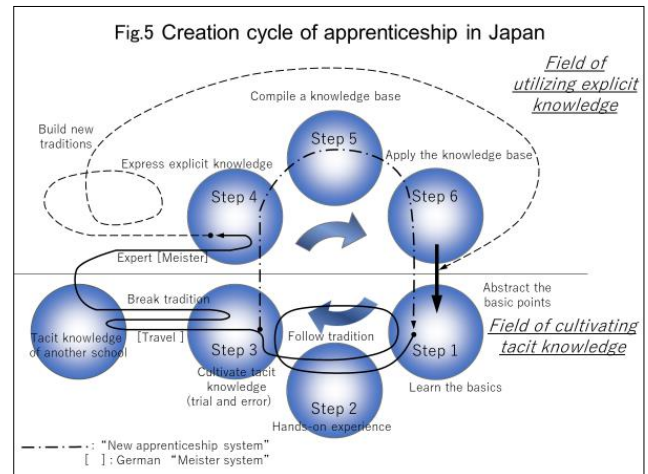 Fig.5 Creation cycle of apprenticeship in Japan
Field of
utilizing explicit
knowledge
Compile a knowledge base
Build new
traditions
Step 5
Express explicit knowledge
Apply the knowledge base
Step 4
Step 6
Expert [Meister]
Abstract the
basic points
Break tradition
Field of cultivating
tacit knowledge
Tacit knowledge
of another school
[Travel ]
Step 3
Follow tradition
Step 1
Cultivate tacit
knowledge
(trial and error)
Learn the basics
Step 2
Hands-on experience
: “New apprenticeship system”
[ ] : German “Meister system”